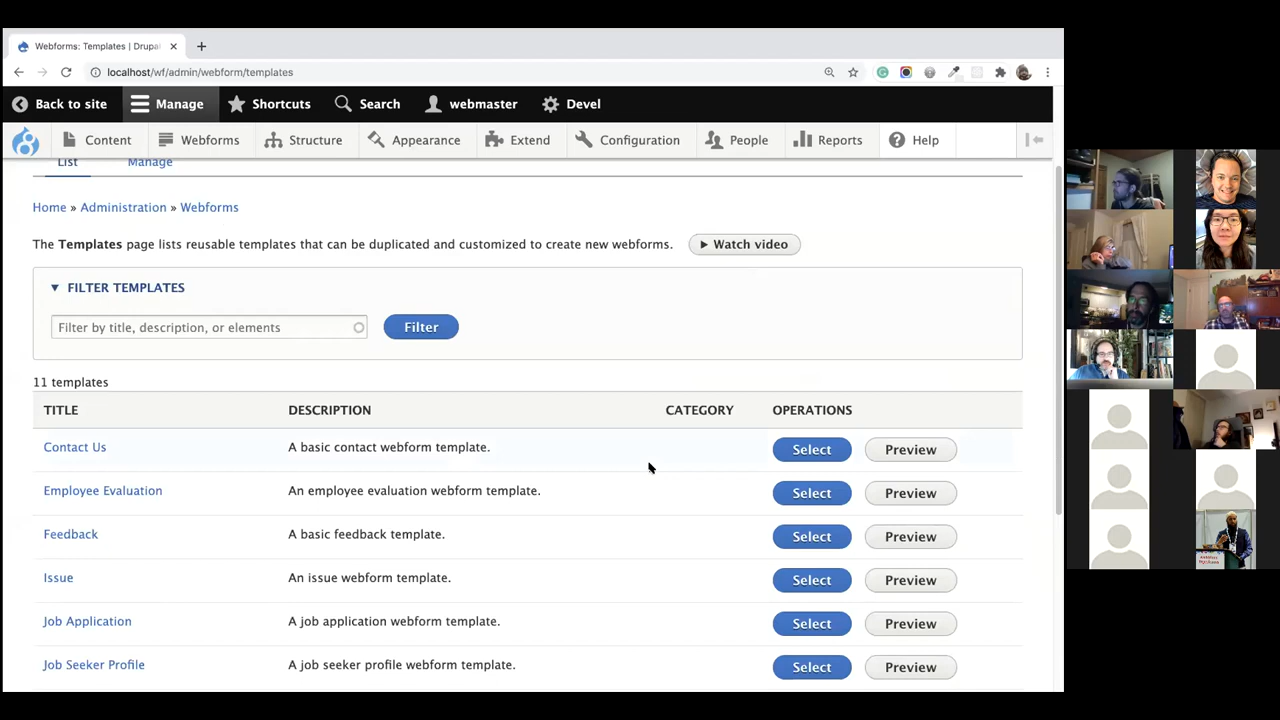 Webforms: Templates | Drupal
localhost/wf/admin/webform/templates
Back to site Manage Shortcuts Search webmaster Devel
Content Webforms Structure Appearance Extend Configuration People Reports Help
List Manage
Home » Administration » Webforms
The Templates page lists reusable templates that can be duplicated and customized to create new webforms. Watch video
FILTER TEMPLATES
Filter by title, description, or elements Filter
11 templates
TITLE DESCRIPTION CATEGORY OPERATIONS
Contact Us A basic contact webform template. Select Preview
Employee Evaluation An employee evaluation webform template. Select Preview
Feedback A basic feedback template. Select Preview
Issue An issue webform template. Select Preview
Job Application A job application webform template. Select Preview
Job Seeker Profile A job seeker profile webform template. Select Preview